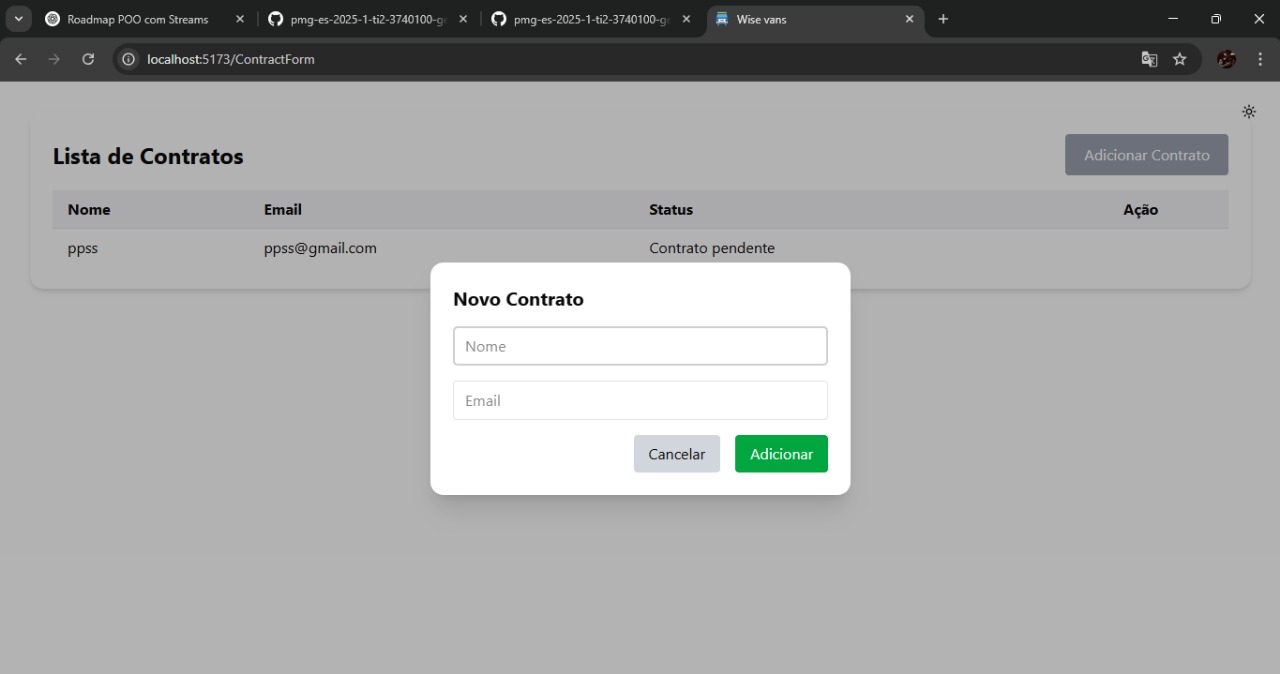 Roadmap POO com Streams
pmg-es-2025-1-ti2-3740100-ge
pmg-es-2025-1-ti2-3740100-ge
Wise vans
localhost:5173/ContractForm
Lista de Contratos
Adicionar Contrato
Nome Email Status Ação
ppss ppss@gmail.com Contrato pendente
Novo Contrato
Nome
Email
Cancelar Adicionar